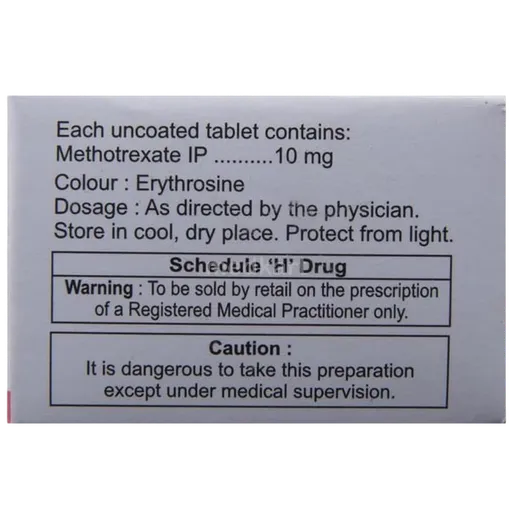 Each uncoated tablet contains:
Methotrexate IP ..........10 mg
Colour : Erythrosine
Dosage : As directed by the physician.
Store in cool, dry place. Protect from light.
Schedule 'H' Drug
Warning : To be sold by retail on the prescription
of a Registered Medical Practitioner only.
Caution :
It is dangerous to take this preparation
except under medical supervision.